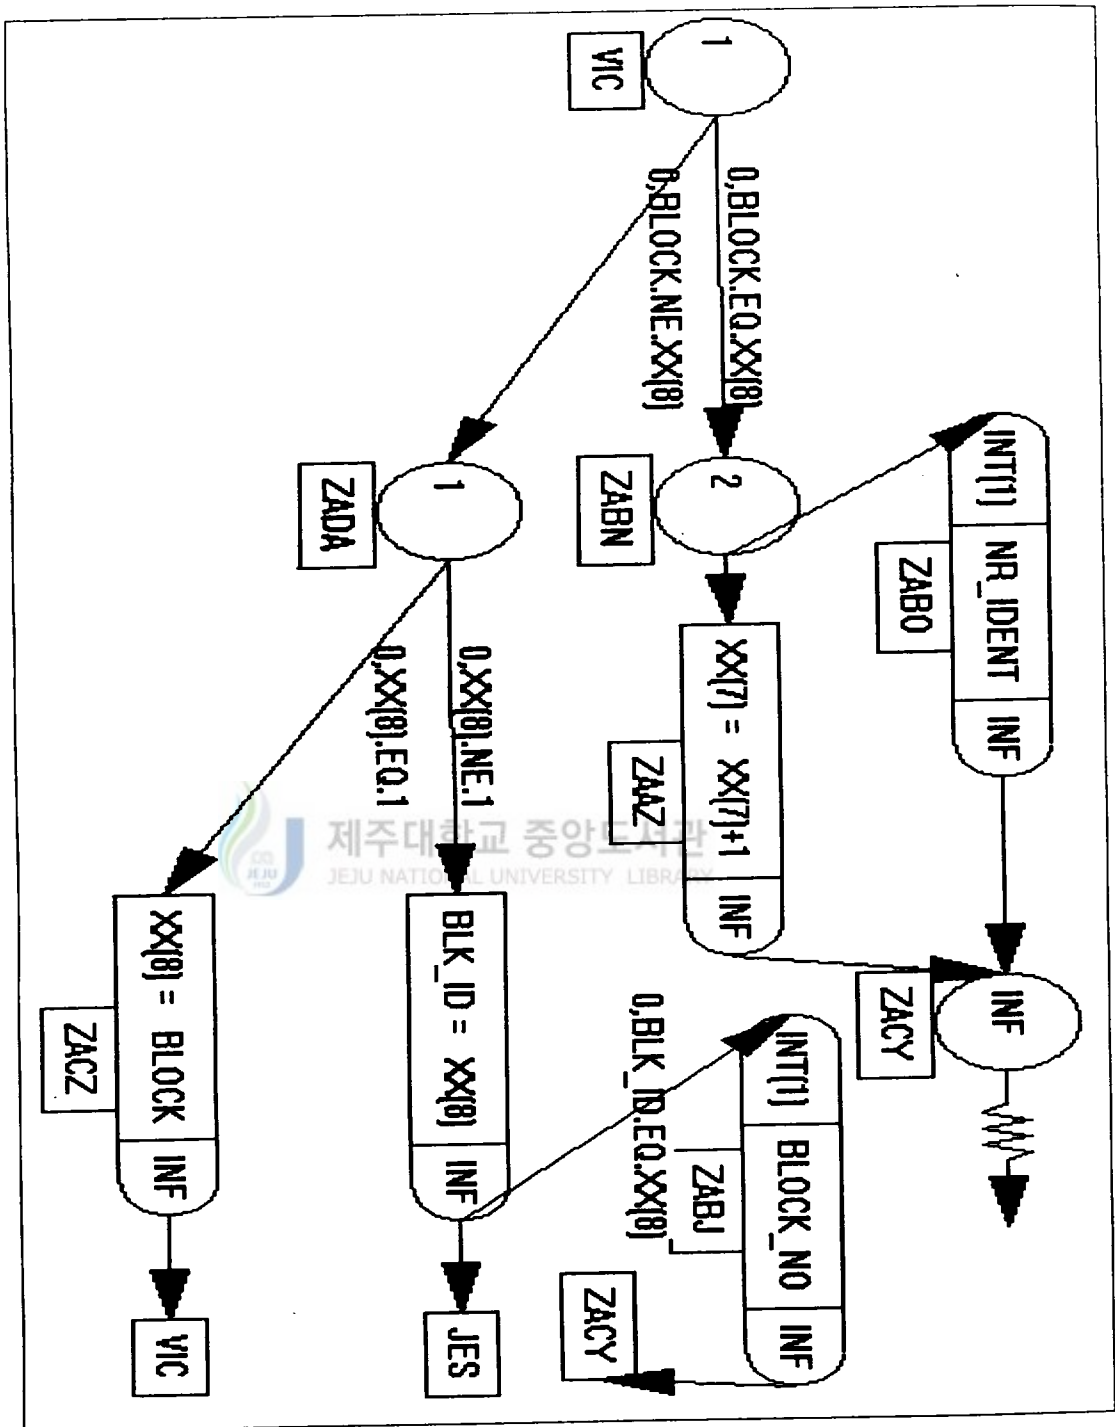 1
VIC
0,BLOCK.EQ.XX(8)
0,BLOCK.NE.XX(8)
INT(1) NR_IDENT INF
ZABO
INF
ZACY
2
ZABN
XX(7) = XX(7)+1 INF
ZAAZ
1
ZADA
0,XX(8).NE.1
0,XX(8).EQ.1
INT(1) BLOCK_NO INF
ZABJ
0,BLK_ID.EQ.XX(8)
ZACY
BLK_ID = XX(8) INF
JES
XX(8) = BLOCK INF
ZACZ
VIC
제주대학교 중앙도서관
JEJU NATIONAL UNIVERSITY LIBRARY
JEJU